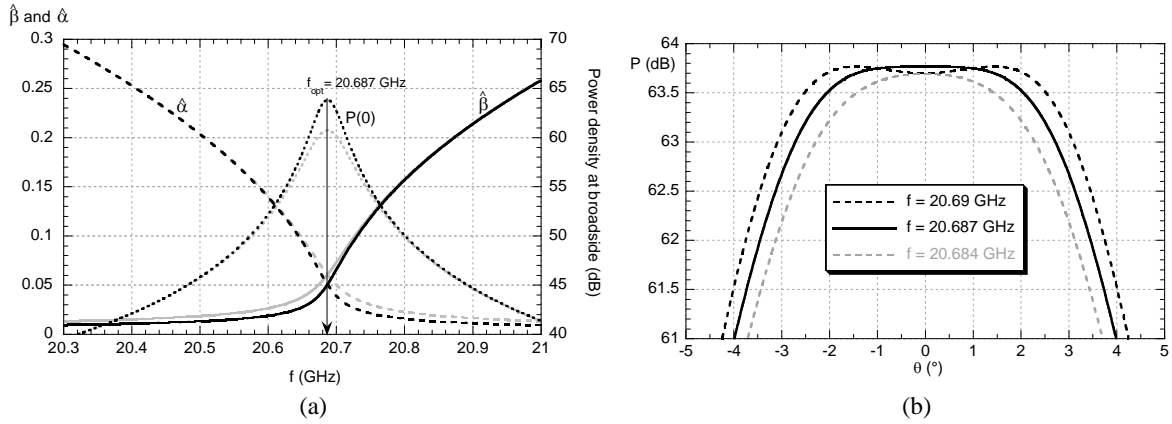 β̂ and α̂
0.3
0.25
0.2
0.15
0.1
0.05
0
20.3
20.4
20.5
20.6
20.7
20.8
20.9
21
f (GHz)
70
65
60
55
50
45
40
Power density at broadside (dB)
f_opt = 20.687 GHz
α̂
P(0)
β̂
(a)
P (dB)
64
63.5
63
62.5
62
61.5
61
-5
-4
-3
-2
-1
0
1
2
3
4
5
θ (°)
f = 20.69 GHz
f = 20.687 GHz
f = 20.684 GHz
(b)